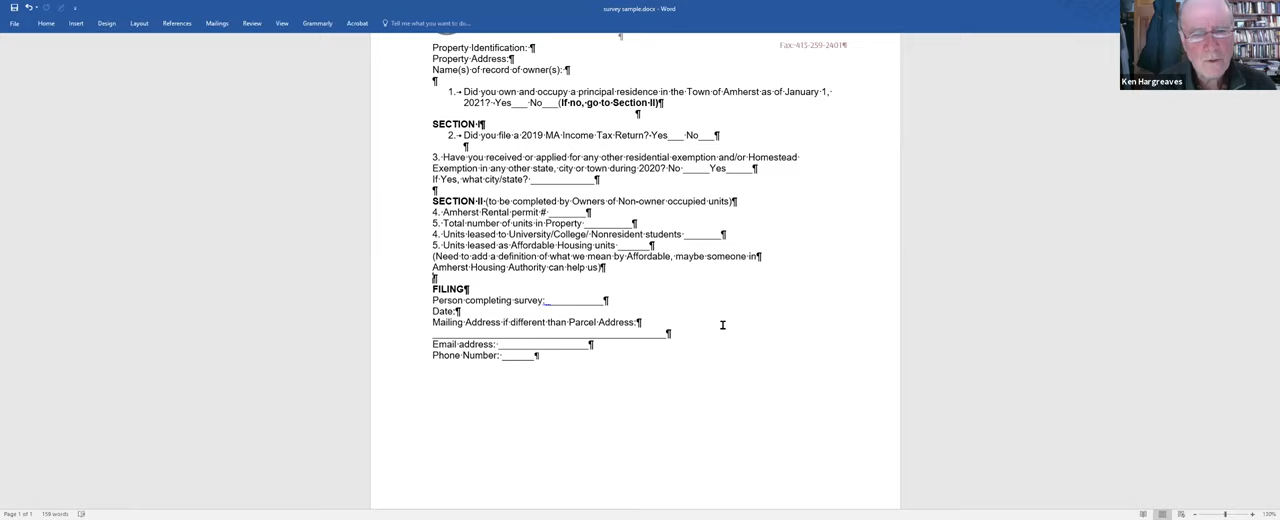 survey sample.docx - Word
File Home Insert Design Layout References Mailings Review View Grammarly Acrobat Tell me what you want to do...
Ken Hargreaves
Fax: 413-259-2401¶
Property Identification: ¶
Property Address:¶
Name(s) of record of owner(s): ¶
¶
1. Did you own and occupy a principal residence in the Town of Amherst as of January 1,
2021? Yes___ No___(If no, go to Section II)¶
¶
SECTION I¶
2. Did you file a 2019 MA Income Tax Return? Yes___ No___¶
¶
3. Have you received or applied for any other residential exemption and/or Homestead
Exemption in any other state, city or town during 2020? No _____Yes_____¶
If Yes, what city/state? ____________¶
¶
SECTION II (to be completed by Owners of Non-owner occupied units)¶
4. Amherst Rental permit # _______¶
5. Total number of units in Property _________¶
4. Units leased to University/College/ Nonresident students _______¶
5. Units leased as Affordable Housing units ______¶
(Need to add a definition of what we mean by Affordable, maybe someone in¶
Amherst Housing Authority can help us)¶
¶
FILING¶
Person completing survey:___________¶
Date:¶
Mailing Address if different than Parcel Address:¶
____________________________________________¶
Email address: _________________¶
Phone Number: ______¶
Page 1 of 1 159 words 130%